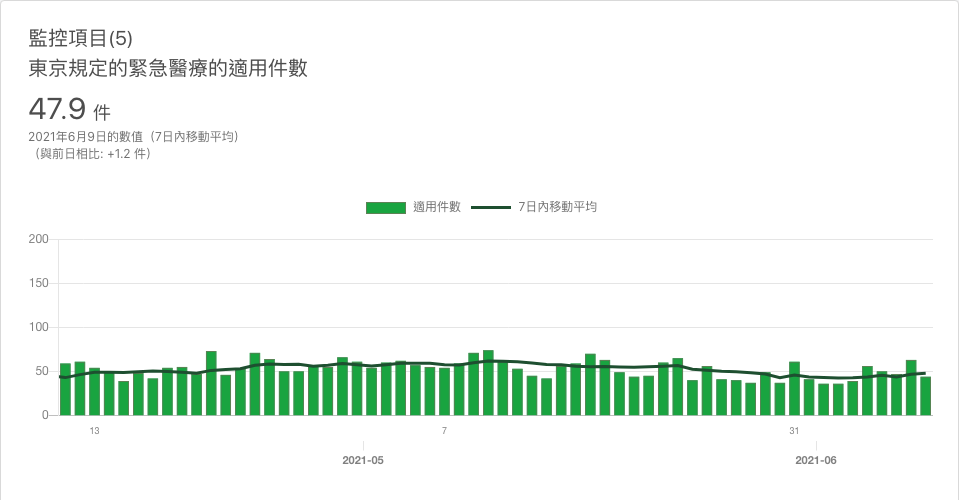 監控項目(5)
東京規定的緊急醫療的適用件數
47.9 件
2021年6月9日的數值（7日內移動平均）
（與前日相比: +1.2 件）
適用件數 7日內移動平均
200
150
100
50
0
13 7 31
2021-05 2021-06